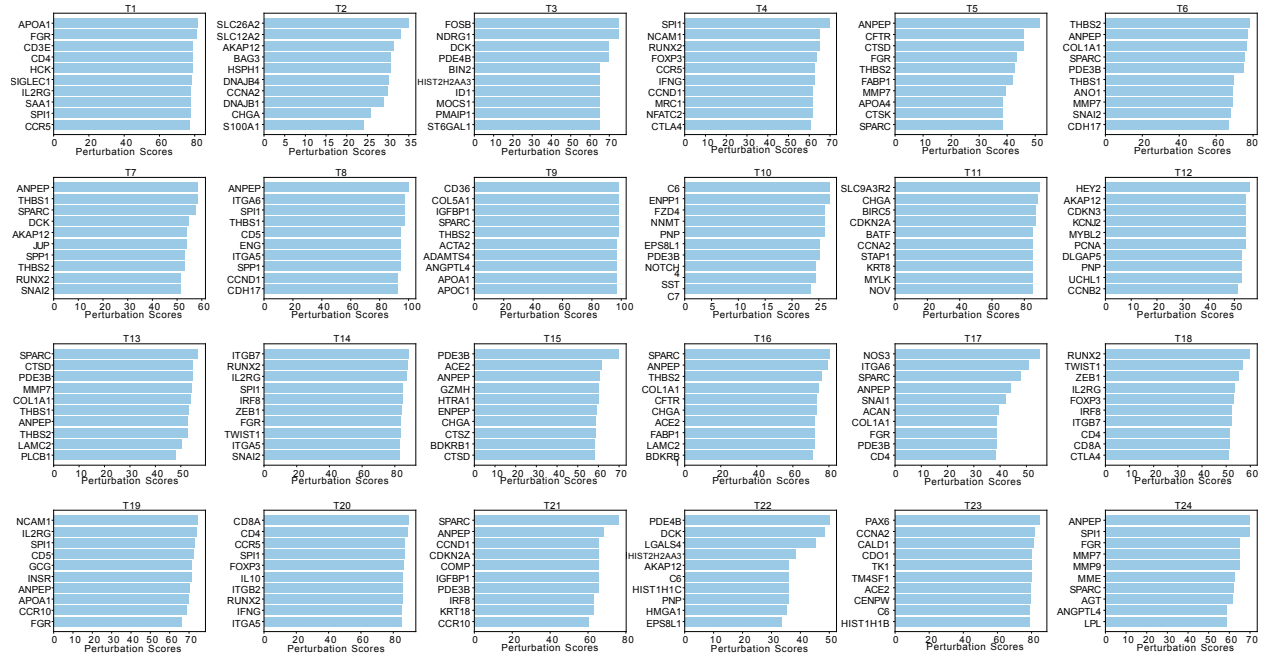 T1
APOA1
FGR
CD3E
CD4
HCK
SIGLEC1
IL2RG
SAA1
SPI1
CCR5
0 20 40 60 80
Perturbation Scores
T2
SLC26A2
SLC12A2
AKAP12
BAG3
HSPH1
DNAJB4
CCNA2
DNAJB1
CHGA
S100A1
0 5 10 15 20 25 30 35
Perturbation Scores
T3
FOSB
NDRG1
DCK
PDE4B
BIN2
HIST2H2AA3
ID1
MOCS1
PMAIP1
ST6GAL1
0 10 20 30 40 50 60 70
Perturbation Scores
T4
SPI1
NCAM1
RUNX2
FOXP3
CCR5
IFNG
CCND1
MRC1
NFATC2
CTLA4
0 10 20 30 40 50 60 70
Perturbation Scores
T5
ANPEP
CFTR
CTSD
FGR
THBS2
FABP1
MMP7
APOA4
CTSK
SPARC
0 10 20 30 40 50
Perturbation Scores
T6
THBS2
ANPEP
COL1A1
SPARC
PDE3B
THBS1
ANO1
MMP7
SNAI2
CDH17
0 10 20 30 40 50 60 70 80
Perturbation Scores
T7
ANPEP
THBS1
SPARC
DCK
AKAP12
JUP
SPP1
THBS2
RUNX2
SNAI2
0 10 20 30 40 50 60
Perturbation Scores
T8
ANPEP
ITGA6
SPI1
THBS1
CD5
ENG
ITGA5
SPP1
CCND1
CDH17
0 20 40 60 80 100
Perturbation Scores
T9
CD36
COL5A1
IGFBP1
SPARC
THBS2
ACTA2
ADAMTS4
ANGPTL4
APOA1
APOC1
0 20 40 60 80 100
Perturbation Scores
T10
C6
ENPP1
FZD4
NNMT
PNP
EPS8L1
PDE3B
NOTCH
4
SST
C7
0 5 10 15 20 25
Perturbation Scores
T11
SLC9A3R2
CHGA
BIRC5
CDKN2A
BATF
CCNA2
STAP1
KRT8
MYLK
NOV
0 20 40 60 80
Perturbation Scores
T12
HEY2
AKAP12
CDKN3
KCNJ2
MYBL2
PCNA
DLGAP5
PNP
UCHL1
CCNB2
0 10 20 30 40 50
Perturbation Scores
T13
SPARC
CTSD
PDE3B
MMP7
COL1A1
THBS1
ANPEP
THBS2
LAMC2
PLCB1
0 10 20 30 40 50
Perturbation Scores
T14
ITGB7
RUNX2
IL2RG
SPI1
IRF8
ZEB1
FGR
TWIST1
ITGA5
SNAI2
0 20 40 60 80
Perturbation Scores
T15
PDE3B
ACE2
ANPEP
GZMH
HTRA1
ENPEP
CHGA
CTSZ
BDKRB1
CTSD
0 10 20 30 40 50 60 70
Perturbation Scores
T16
SPARC
ANPEP
THBS2
COL1A1
CFTR
CHGA
ACE2
FABP1
LAMC2
BDKRB
1
0 10 20 30 40 50 60 70 80
Perturbation Scores
T17
NOS3
ITGA6
SPARC
ANPEP
SNAI1
ACAN
COL1A1
FGR
PDE3B
CD4
0 10 20 30 40 50
Perturbation Scores
T18
RUNX2
TWIST1
ZEB1
IL2RG
FOXP3
IRF8
ITGB7
CD4
CD8A
CTLA4
0 10 20 30 40 50 60
Perturbation Scores
T19
NCAM1
IL2RG
SPI1
CD5
GCG
INSR
ANPEP
APOA1
CCR10
FGR
0 10 20 30 40 50 60 70
Perturbation Scores
T20
CD8A
CD4
CCR5
SPI1
FOXP3
IL10
ITGB2
RUNX2
IFNG
ITGA5
0 20 40 60 80
Perturbation Scores
T21
SPARC
ANPEP
CCND1
CDKN2A
COMP
IGFBP1
PDE3B
IRF8
KRT18
CCR10
0 20 40 60 80
Perturbation Scores
T22
PDE4B
DCK
LGALS4
HIST2H2AA3
AKAP12
C6
HIST1H1C
PNP
HMGA1
EPS8L1
0 10 20 30 40 50
Perturbation Scores
T23
PAX6
CCNA2
CALD1
CDO1
TK1
TM4SF1
ACE2
CENPW
C6
HIST1H1B
0 20 40 60 80
Perturbation Scores
T24
ANPEP
SPI1
FGR
MMP7
MMP9
MME
SPARC
AGT
ANGPTL4
LPL
0 10 20 30 40 50 60 70
Perturbation Scores